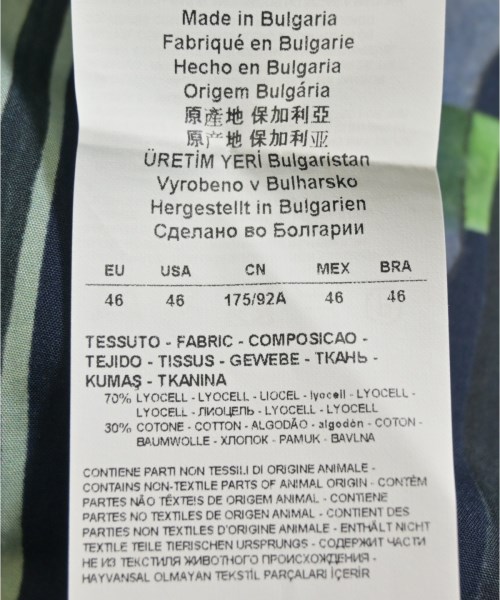 Made in Bulgaria
Fabriqué en Bulgarie
Hecho en Bulgaria
Origem Bulgária
原產地 保加利亞
原产地 保加利亚
ÜRETİM YERİ Bulgaristan
Vyrobeno v Bulharsko
Hergestellt in Bulgarien
Сделано во Болгарии
EU USA CN MEX BRA
46 46 175/92A 46 46
TESSUTO - FABRIC - COMPOSICAO -
TEJIDO - TISSUS - GEWEBE - ТКАНЬ -
KUMAŞ - TKANINA
70% LYOCELL - LYOCELL - LIOCEL - lyocell - LYOCELL -
LYOCELL - ЛИОЦЕЛЬ - LYOCELL - LYOCELL
30% COTONE - COTTON - ALGODÃO - algodón - COTON -
BAUMWOLLE - ХЛОПОК - PAMUK - BAVLNA
CONTIENE PARTI NON TESSILI DI ORIGINE ANIMALE -
CONTAINS NON-TEXTILE PARTS OF ANIMAL ORIGIN - CONTÉM
PARTES NÃO TÊXTEIS DE ORIGEM ANIMAL - CONTIENE
PARTES NO TEXTILES DE ORIGEN ANIMAL - CONTIENT DES
PARTIES NON TEXTILES D'ORIGINE ANIMALE - ENTHÄLT NICHT
TEXTILE TEILE TIERISCHEN URSPRUNGS - СОДЕРЖИТ ЧАСТИ
НЕ ИЗ ТЕКСТИЛЯ ЖИВОТНОГО ПРОИСХОЖДЕНИЯ -
HAYVANSAL OLMAYAN TEKSTİL PARÇALARI İÇERİR